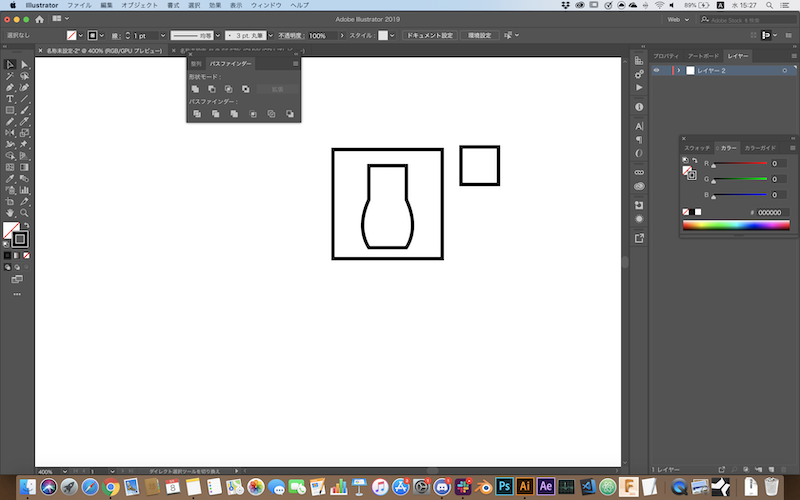 Illustrator ファイル 編集 オブジェクト 書式 選択 効果 表示 ウィンドウ ヘルプ 89% 水 15:27
Adobe Illustrator 2019 Web Adobe Stock を検索
選択なし 線: 1 pt 均等 3 pt. 丸筆 不透明度: 100% スタイル: ドキュメント設定 環境設定
名称未設定-2* @ 400% (RGB/GPU プレビュー)
整列 パスファインダー
形状モード:
拡張
パスファインダー:
プロパティ アートボード レイヤー
レイヤー 2
スウォッチ カラー カラーガイド
R 0
G 0
B 0
# 000000
400% 1 ダイレクト選択ツールを切り換え
1 レイヤー